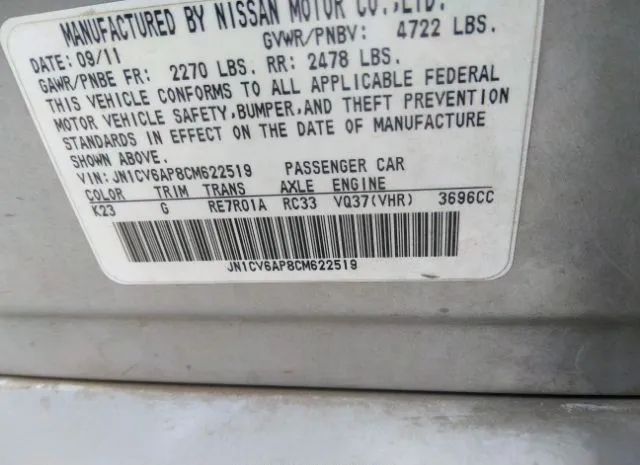 MANUFACTURED BY NISSAN MOTOR CO.,LTD.
DATE: 09/11 GVWR/PNBV: 4722 LBS.
GAWR/PNBE FR: 2270 LBS. RR: 2478 LBS.
THIS VEHICLE CONFORMS TO ALL APPLICABLE FEDERAL
MOTOR VEHICLE SAFETY,BUMPER,AND THEFT PREVENTION
STANDARDS IN EFFECT ON THE DATE OF MANUFACTURE
SHOWN ABOVE.
VIN: JN1CV6AP8CM622519 PASSENGER CAR
COLOR TRIM TRANS AXLE ENGINE
K23 G RE7R01A RC33 VQ37(VHR) 3696CC
JN1CV6AP8CM622519